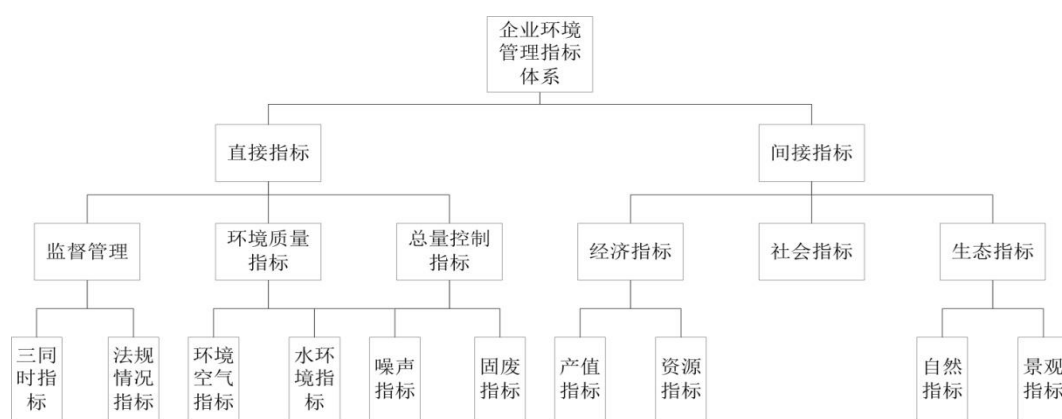 企业环境
管理指标
体系
直接指标
间接指标
监督管理
环境质量
指标
总量控制
指标
经济指标
社会指标
生态指标
三同
时指
标
法规
情况
指标
环境
空气
指标
水环
境指
标
噪声
指标
固废
指标
产值
指标
资源
指标
自然
指标
景观
指标